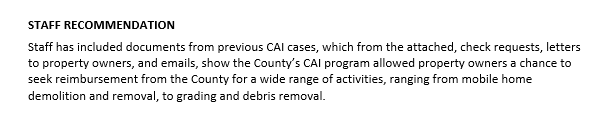 STAFF RECOMMENDATION
Staff has included documents from previous CAI cases, which from the attached, check requests, letters
to property owners, and emails, show the County's CAI program allowed property owners a chance to
seek reimbursement from the County for a wide range of activities, ranging from mobile home
demolition and removal, to grading and debris removal.